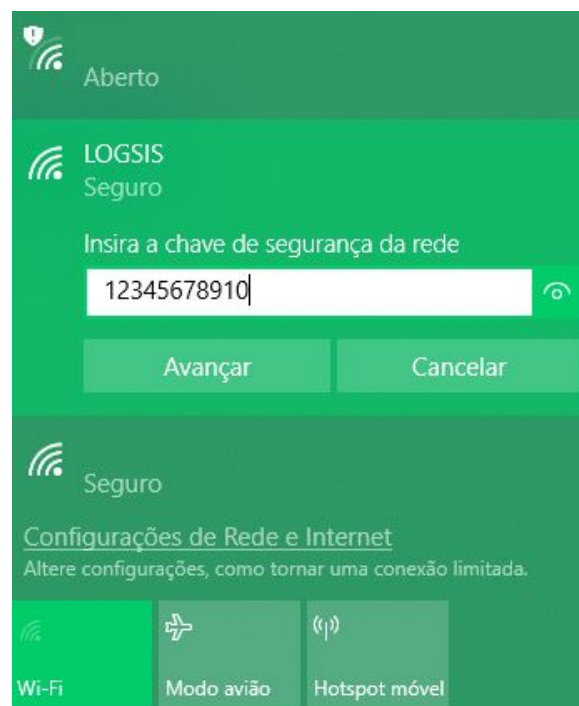 Aberto
LOGSIS
Seguro
Insira a chave de segurança da rede
12345678910
Avançar Cancelar
Seguro
Configurações de Rede e Internet
Altere configurações, como tornar uma conexão limitada.
Wi-Fi Modo avião Hotspot móvel